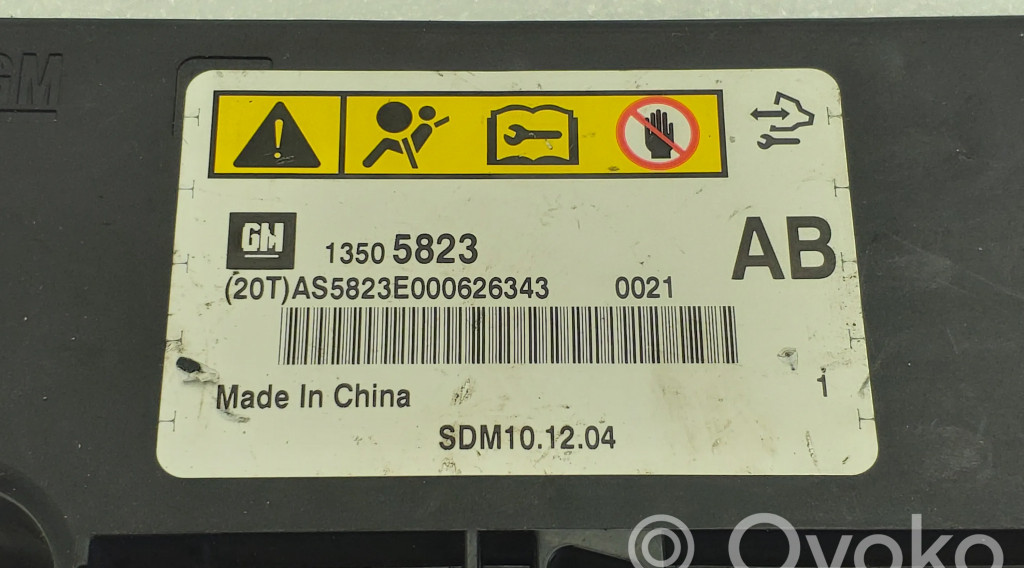 GM
GM 1350 5823 AB
(20T)AS5823E000626343 0021
Made In China 1
SDM10.12.04
© Ovoko